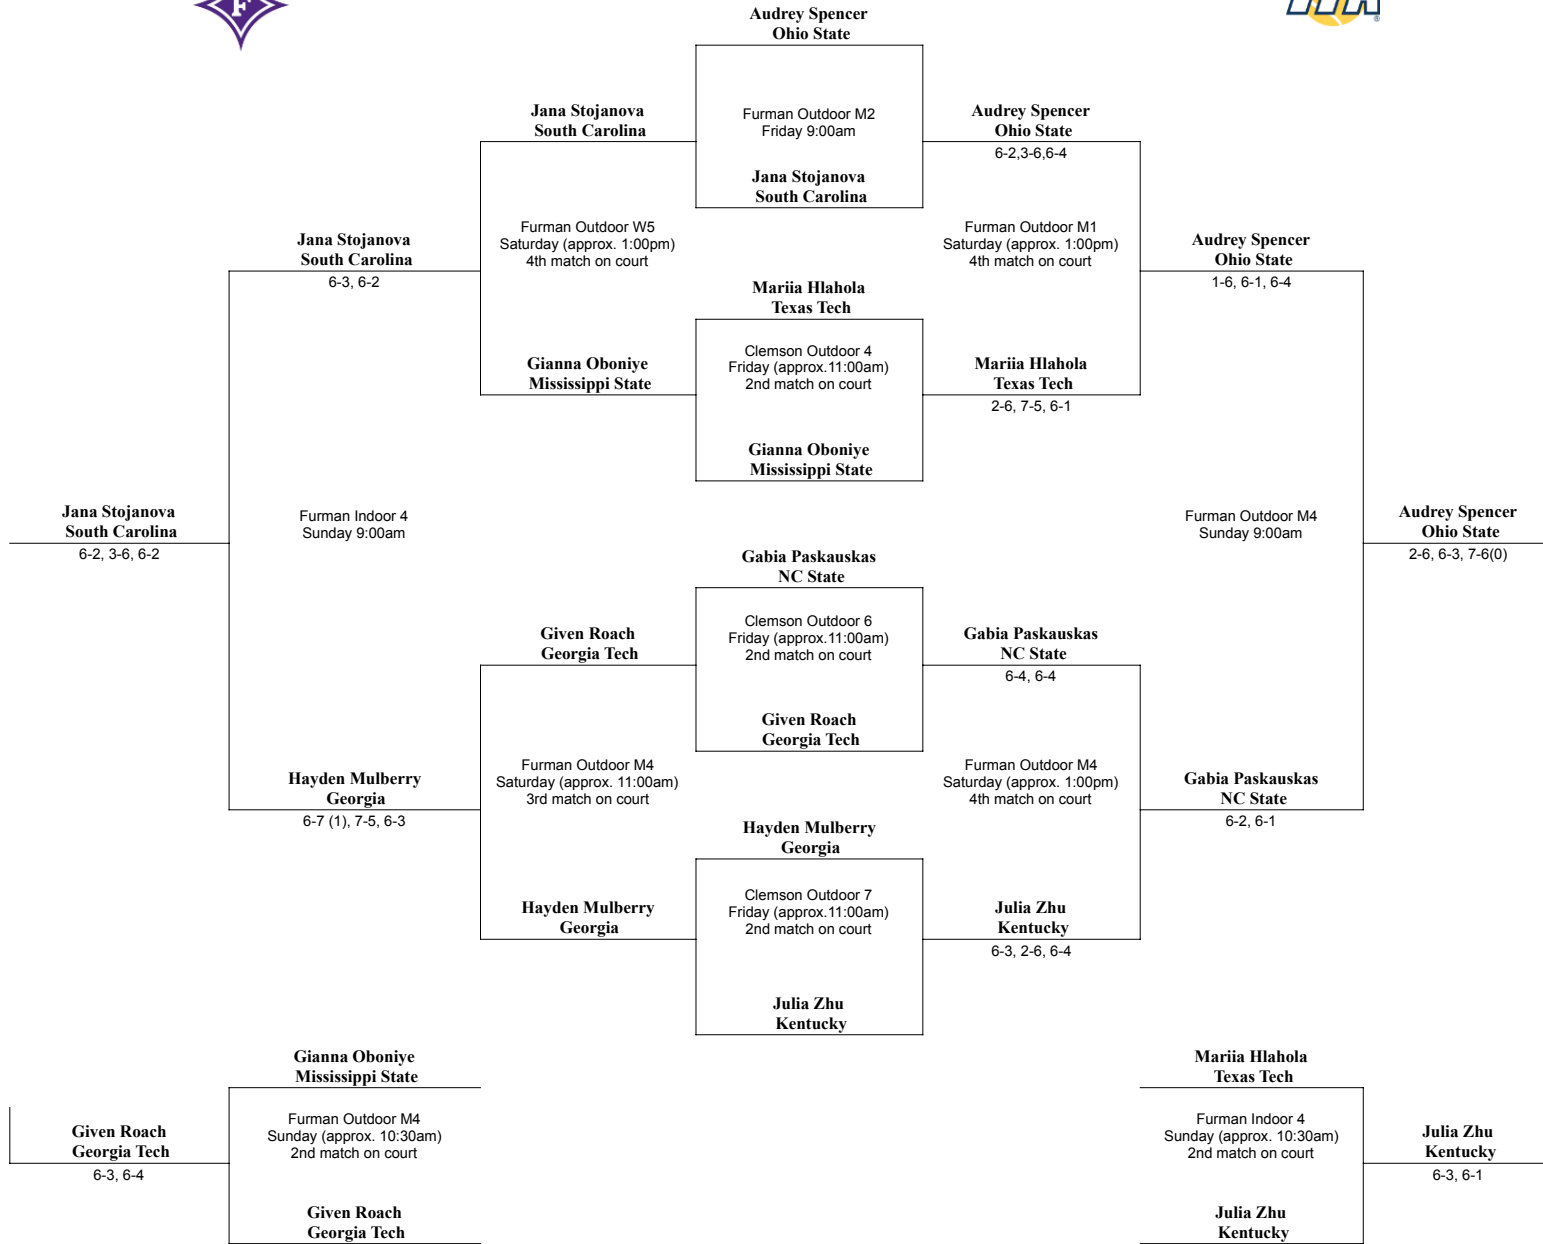 F
ITA
Audrey Spencer
Ohio State
Jana Stojanova
South Carolina
Furman Outdoor M2
Friday 9:00am
Audrey Spencer
Ohio State
6-2,3-6,6-4
Jana Stojanova
South Carolina
Jana Stojanova
South Carolina
6-3, 6-2
Furman Outdoor W5
Saturday (approx. 1:00pm)
4th match on court
Furman Outdoor M1
Saturday (approx. 1:00pm)
4th match on court
Audrey Spencer
Ohio State
1-6, 6-1, 6-4
Mariia Hlahola
Texas Tech
Gianna Oboniye
Mississippi State
Clemson Outdoor 4
Friday (approx.11:00am)
2nd match on court
Mariia Hlahola
Texas Tech
2-6, 7-5, 6-1
Gianna Oboniye
Mississippi State
Jana Stojanova
South Carolina
6-2, 3-6, 6-2
Furman Indoor 4
Sunday 9:00am
Furman Outdoor M4
Sunday 9:00am
Audrey Spencer
Ohio State
2-6, 6-3, 7-6(0)
Gabia Paskauskas
NC State
Given Roach
Georgia Tech
Clemson Outdoor 6
Friday (approx.11:00am)
2nd match on court
Gabia Paskauskas
NC State
6-4, 6-4
Given Roach
Georgia Tech
Hayden Mulberry
Georgia
6-7 (1), 7-5, 6-3
Furman Outdoor M4
Saturday (approx. 11:00am)
3rd match on court
Furman Outdoor M4
Saturday (approx. 1:00pm)
4th match on court
Gabia Paskauskas
NC State
6-2, 6-1
Hayden Mulberry
Georgia
Hayden Mulberry
Georgia
Clemson Outdoor 7
Friday (approx.11:00am)
2nd match on court
Julia Zhu
Kentucky
6-3, 2-6, 6-4
Julia Zhu
Kentucky
Gianna Oboniye
Mississippi State
Mariia Hlahola
Texas Tech
Given Roach
Georgia Tech
6-3, 6-4
Furman Outdoor M4
Sunday (approx. 10:30am)
2nd match on court
Furman Indoor 4
Sunday (approx. 10:30am)
2nd match on court
Julia Zhu
Kentucky
6-3, 6-1
Given Roach
Georgia Tech
Julia Zhu
Kentucky